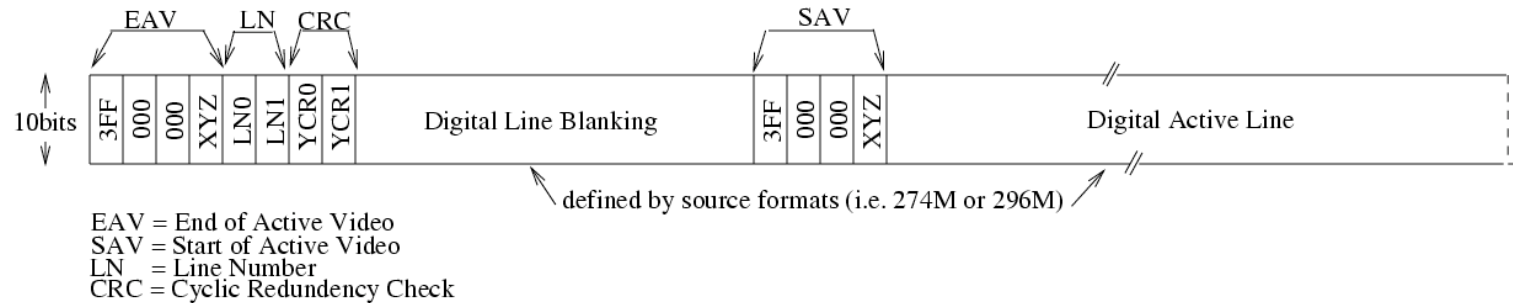 EAV LN CRC SAV
10bits 3FF 000 000 XYZ LN0 LN1 YCR0 YCR1 Digital Line Blanking 3FF 000 000 XYZ Digital Active Line
defined by source formats (i.e. 274M or 296M)
EAV = End of Active Video
SAV = Start of Active Video
LN = Line Number
CRC = Cyclic Redundency Check